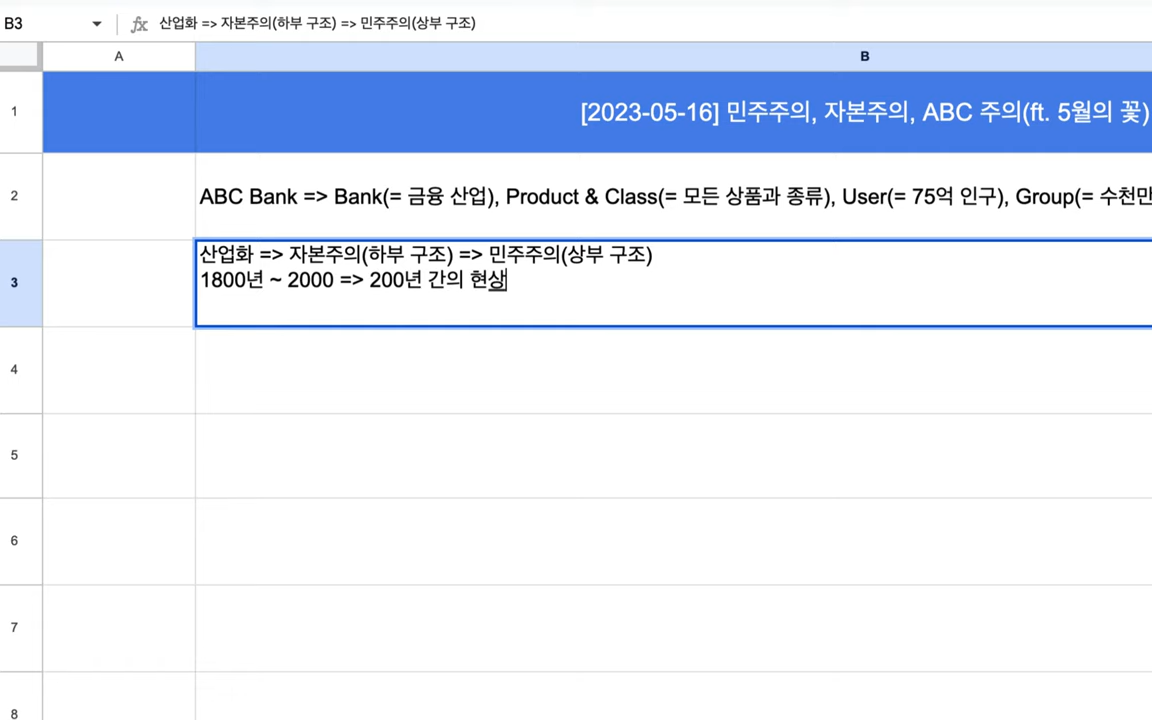 B3
fx 산업화 => 자본주의(하부 구조) => 민주주의(상부 구조)
A B
1 [2023-05-16] 민주주의, 자본주의, ABC 주의(ft. 5월의 꽃)
2 ABC Bank => Bank(= 금융 산업), Product & Class(= 모든 상품과 종류), User(= 75억 인구), Group(= 수천만
3 산업화 => 자본주의(하부 구조) => 민주주의(상부 구조)
1800년 ~ 2000 => 200년 간의 현상
4
5
6
7
8